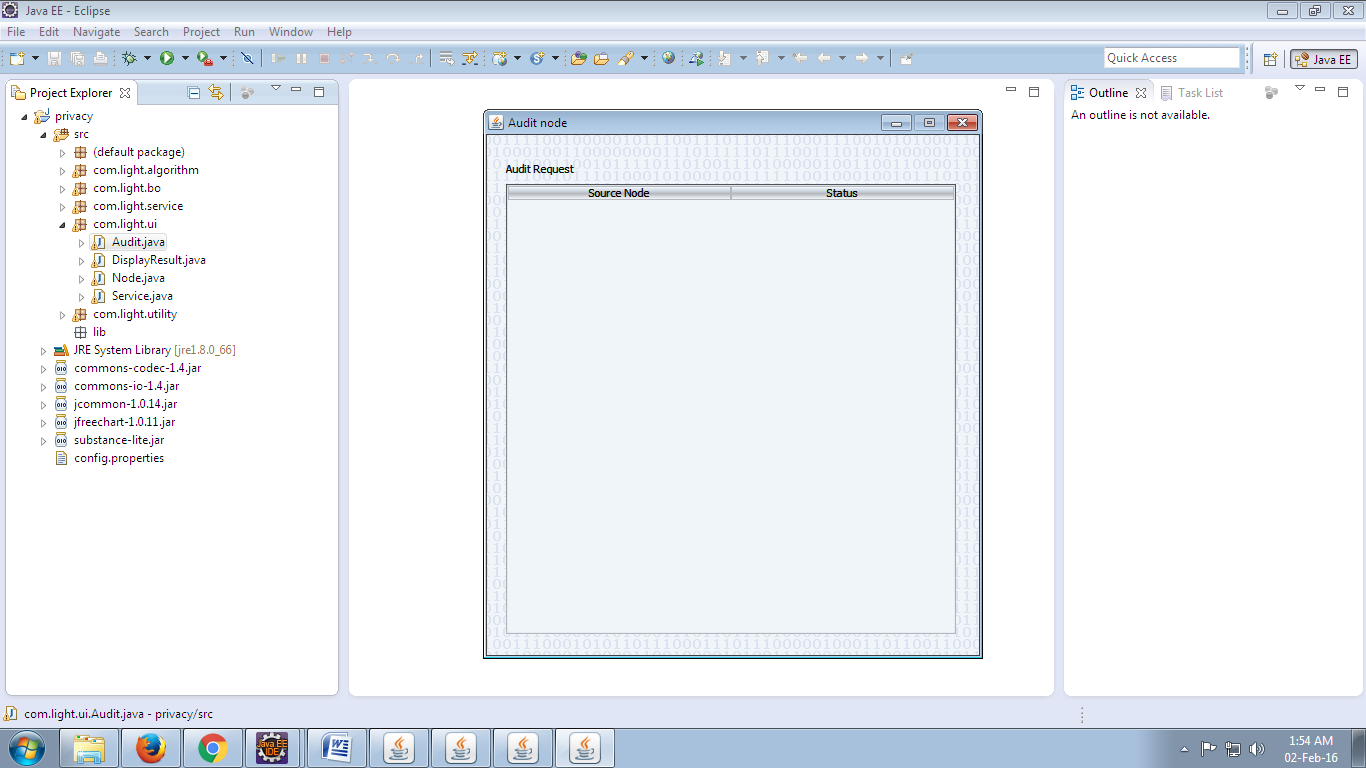 Java EE - Eclipse
File Edit Navigate Search Project Run Window Help
Quick Access
Java EE
Project Explorer
privacy
src
(default package)
com.light.algorithm
com.light.bo
com.light.service
com.light.ui
Audit.java
DisplayResult.java
Node.java
Service.java
com.light.utility
lib
JRE System Library [jre1.8.0_66]
commons-codec-1.4.jar
commons-io-1.4.jar
jcommon-1.0.14.jar
jfreechart-1.0.11.jar
substance-lite.jar
config.properties
Audit node
Audit Request
Source Node Status
Outline Task List
An outline is not available.
com.light.ui.Audit.java - privacy/src
Java EE
IDE
1:54 AM
02-Feb-16